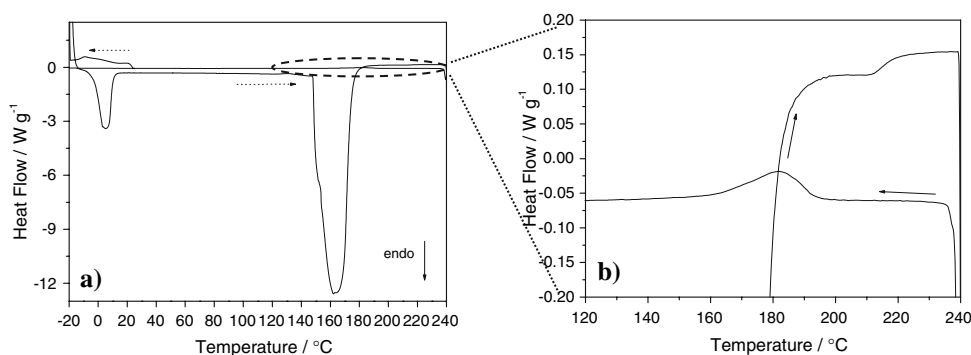 0
-3
-6
-9
-12
Heat Flow / W g⁻¹
a)
endo
-20 0 20 40 60 80 100 120 140 160 180 200 220 240
Temperature / °C
0.20
0.15
0.10
0.05
0.00
-0.05
-0.10
-0.15
-0.20
Heat Flow / W g⁻¹
b)
120 140 160 180 200 220 240
Temperature / °C